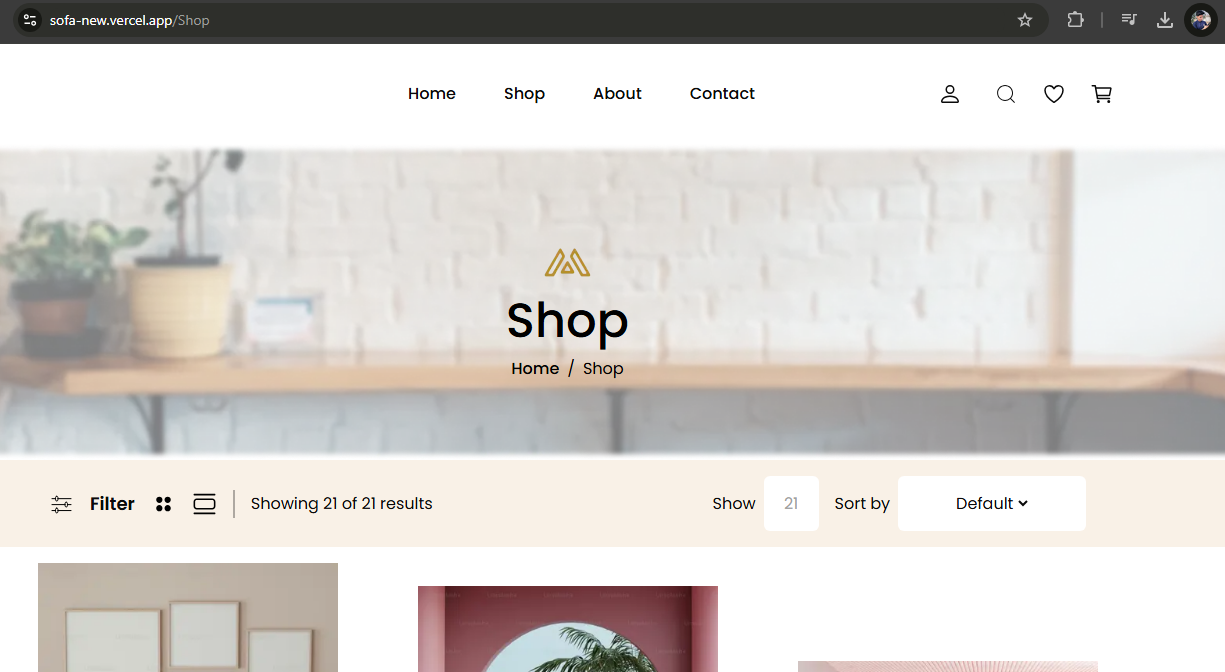 sofa-new.vercel.app/Shop
Home Shop About Contact
Shop
Home / Shop
Filter Showing 21 of 21 results Show 21 Sort by Default